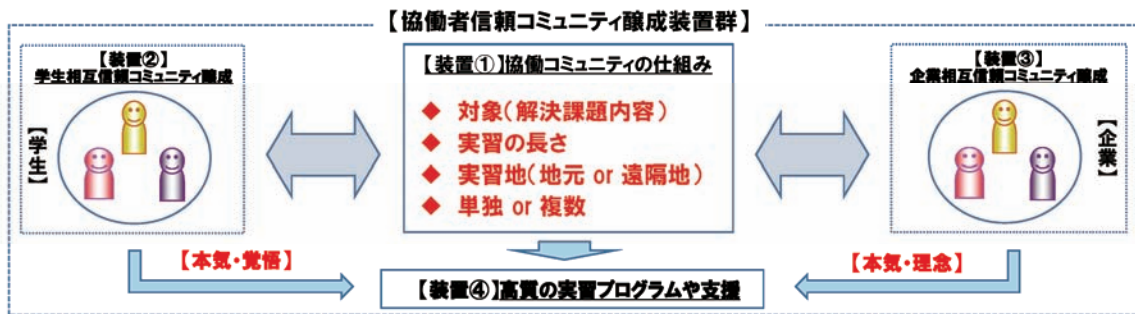 【協働者信頼コミュニティ醸成装置群】
【装置②】
学生相互信頼コミュニティ醸成
【学生】
【装置①】協働コミュニティの仕組み
◆ 対象(解決課題内容)
◆ 実習の長さ
◆ 実習地(地元 or 遠隔地)
◆ 単独 or 複数
【装置③】
企業相互信頼コミュニティ醸成
【企業】
【本気・覚悟】
【本気・理念】
【装置④】高質の実習プログラムや支援